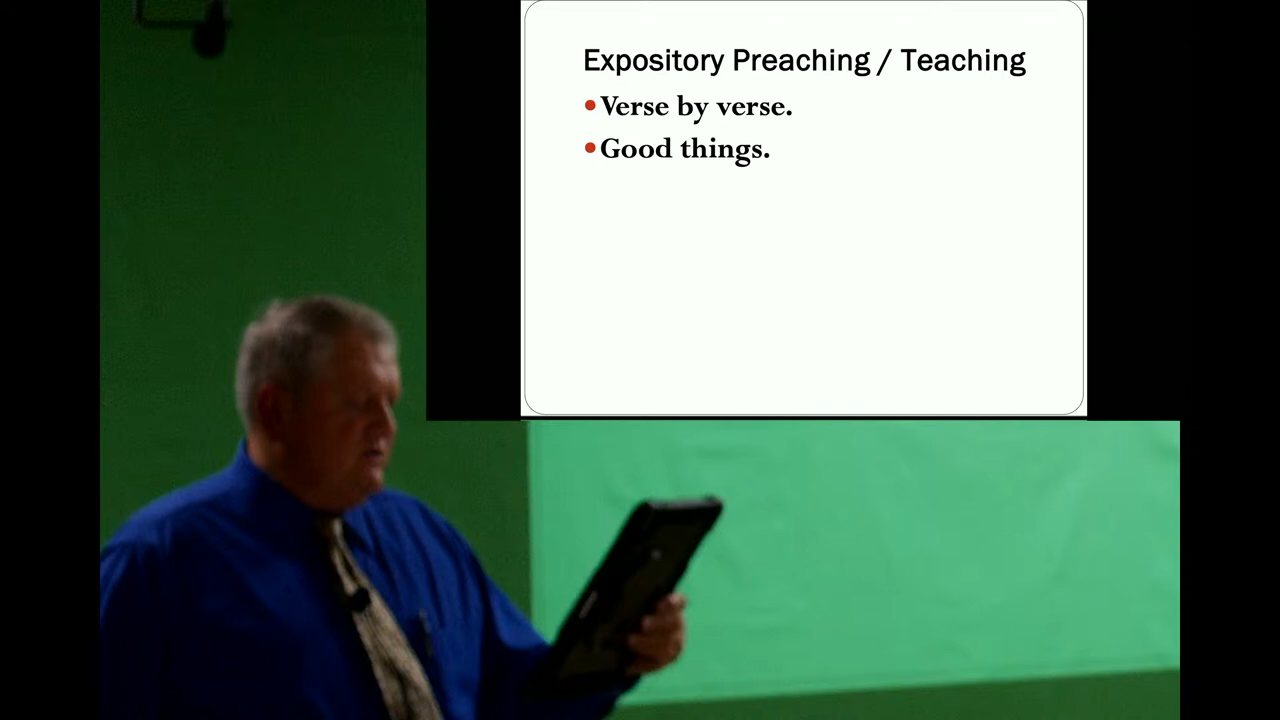 Expository Preaching / Teaching
•Verse by verse.
•Good things.